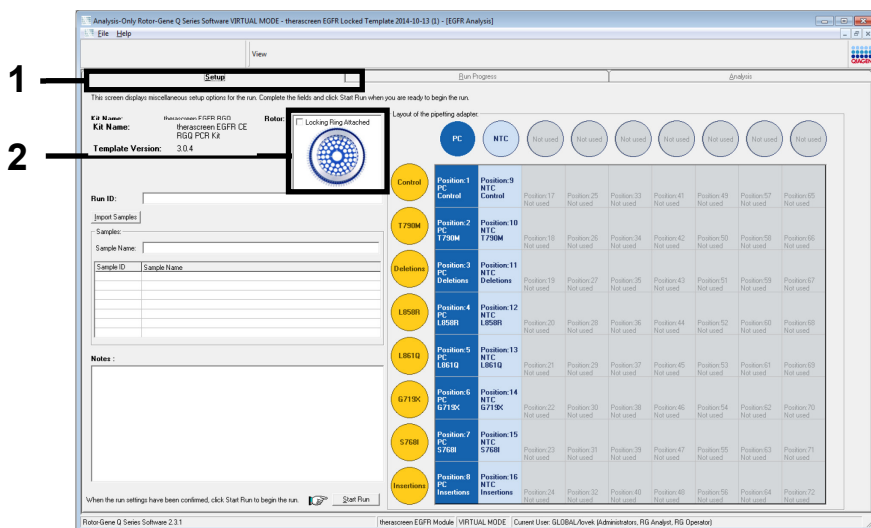 Analysis-Only Rotor-Gene Q Series Software VIRTUAL MODE - therascreen EGFR Locked Template 2014-10-13 (1) - [EGFR Analysis]
File Help
View
QIAGEN
1
Setup
Run Progress
Analysis
This screen displays miscellaneous setup options for the run. Complete the fields and click Start Run when you are ready to begin the run.
Kit Name: therascreen EGFR RGQ
Rotor:
Kit Name: therascreen EGFR CE
RGQ PCR Kit
Template Version: 3.0.4
2
Locking Ring Attached
Run ID:
Import Samples
Samples:
Sample Name:
Sample ID Sample Name
Notes :
When the run settings have been confirmed, click Start Run to begin the run.
Start Run
Layout of the pipetting adapter.
PC NTC Not used Not used Not used Not used Not used Not used Not used
Control
Position:1 Position:9
PC NTC Position:17 Position:25 Position:33 Position:41 Position:49 Position:57 Position:65
Control Control Not used Not used Not used Not used Not used Not used Not used
T790M
Position:2 Position:10
PC NTC Position:18 Position:26 Position:34 Position:42 Position:50 Position:58 Position:66
T790M T790M Not used Not used Not used Not used Not used Not used Not used
Deletions
Position:3 Position:11
PC NTC Position:19 Position:27 Position:35 Position:43 Position:51 Position:59 Position:67
Deletions Deletions Not used Not used Not used Not used Not used Not used Not used
L858R
Position:4 Position:12
PC NTC Position:20 Position:28 Position:36 Position:44 Position:52 Position:60 Position:68
L858R L858R Not used Not used Not used Not used Not used Not used Not used
L861Q
Position:5 Position:13
PC NTC Position:21 Position:29 Position:37 Position:45 Position:53 Position:61 Position:69
L861Q L861Q Not used Not used Not used Not used Not used Not used Not used
G719X
Position:6 Position:14
PC NTC Position:22 Position:30 Position:38 Position:46 Position:54 Position:62 Position:70
G719X G719X Not used Not used Not used Not used Not used Not used Not used
S768I
Position:7 Position:15
PC NTC Position:23 Position:31 Position:39 Position:47 Position:55 Position:63 Position:71
S768I S768I Not used Not used Not used Not used Not used Not used Not used
Insertions
Position:8 Position:16
PC NTC Position:24 Position:32 Position:40 Position:48 Position:56 Position:64 Position:72
Insertions Insertions Not used Not used Not used Not used Not used Not used Not used
Rotor-Gene Q Series Software 2.3.1
therascreen EGFR Module VIRTUAL MODE Current User: GLOBAL/lovek (Administrators, RG Analyst, RG Operator)